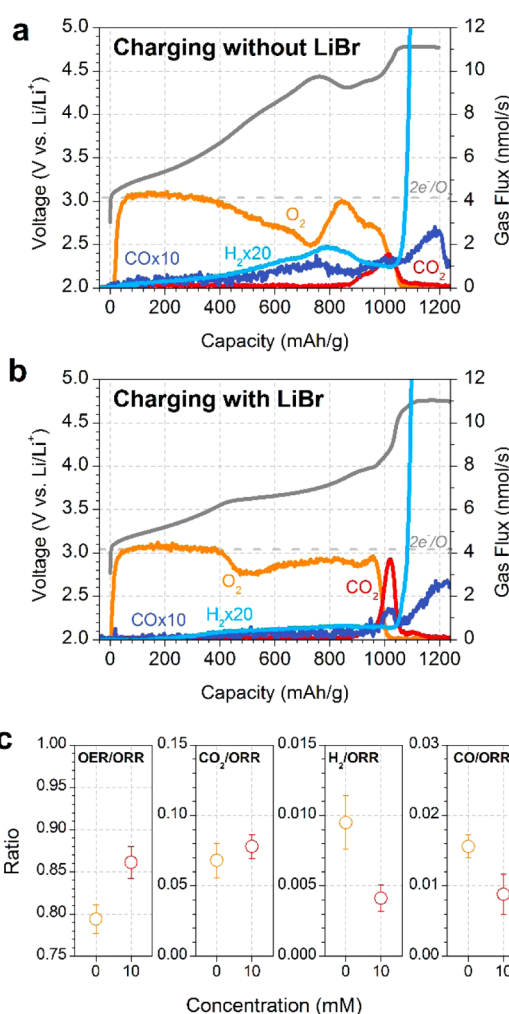 a
Charging without LiBr
5.0
4.5
4.0
3.5
3.0
2.5
2.0
Voltage (V vs. Li/Li⁺)
12
10
8
6
4
2
0
Gas Flux (nmol/s)
2e⁻/O
O₂
COx10
H₂x20
CO₂
0 200 400 600 800 1000 1200
Capacity (mAh/g)
b
Charging with LiBr
5.0
4.5
4.0
3.5
3.0
2.5
2.0
Voltage (V vs. Li/Li⁺)
12
10
8
6
4
2
0
Gas Flux (nmol/s)
2e⁻/O
O₂
CO₂
COx10
H₂x20
0 200 400 600 800 1000 1200
Capacity (mAh/g)
c
Ratio
OER/ORR
1.00
0.95
0.90
0.85
0.80
0.75
0 10
CO₂/ORR
0.15
0.10
0.05
0.00
0 10
H₂/ORR
0.015
0.010
0.005
0.000
0 10
CO/ORR
0.03
0.02
0.01
0.00
0 10
Concentration (mM)